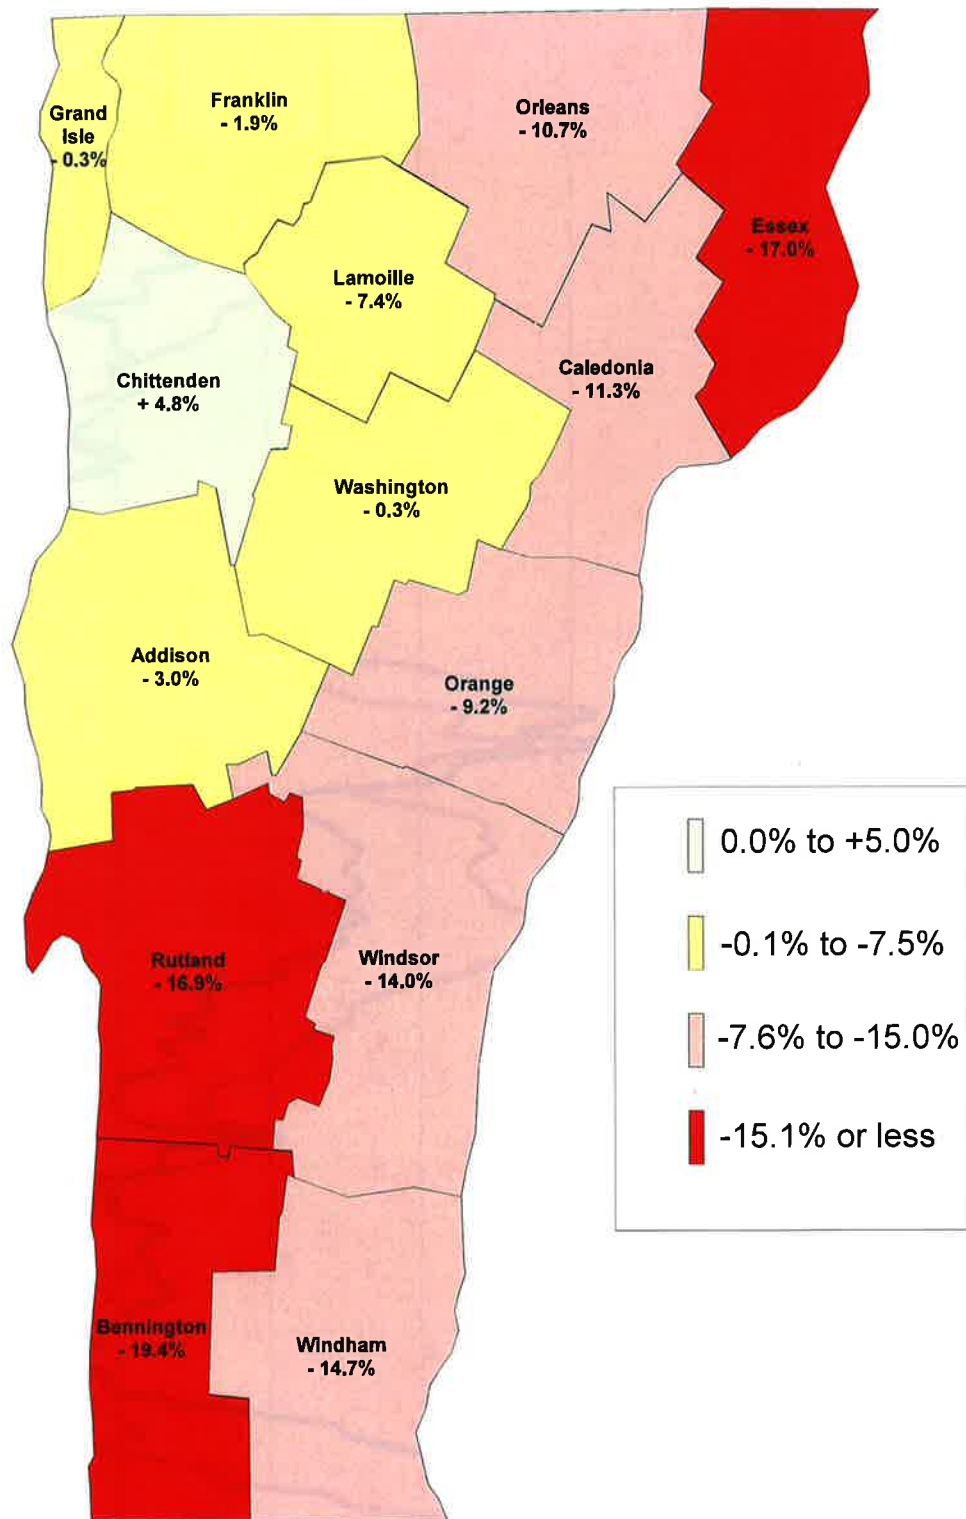 Grand
Isle
- 0.3%
Franklin
- 1.9%
Orleans
- 10.7%
Essex
- 17.0%
Lamoille
- 7.4%
Chittenden
+ 4.8%
Caledonia
- 11.3%
Washington
- 0.3%
Addison
- 3.0%
Orange
- 9.2%
Rutland
- 16.9%
Windsor
- 14.0%
Bennington
- 19.4%
Windham
- 14.7%
0.0% to +5.0%
-0.1% to -7.5%
-7.6% to -15.0%
-15.1% or less